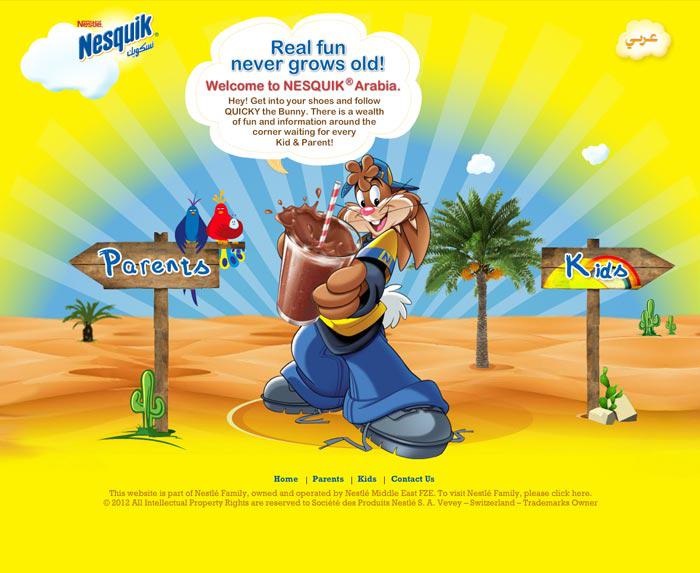 Nestlé
Nesquik®
نسكويك
عربي
Real fun
never grows old!
Welcome to NESQUIK® Arabia.
Hey! Get into your shoes and follow
QUICKY the Bunny. There is a wealth
of fun and information around the
corner waiting for every
Kid & Parent!
Parents
Kid's
N
Home | Parents | Kids | Contact Us
This website is part of Nestlé Family, owned and operated by Nestlé Middle East FZE. To visit Nestlé Family, please click here.
© 2012 All Intellectual Property Rights are reserved to Société des Produits Nestlé S. A. Vevey – Switzerland – Trademarks Owner